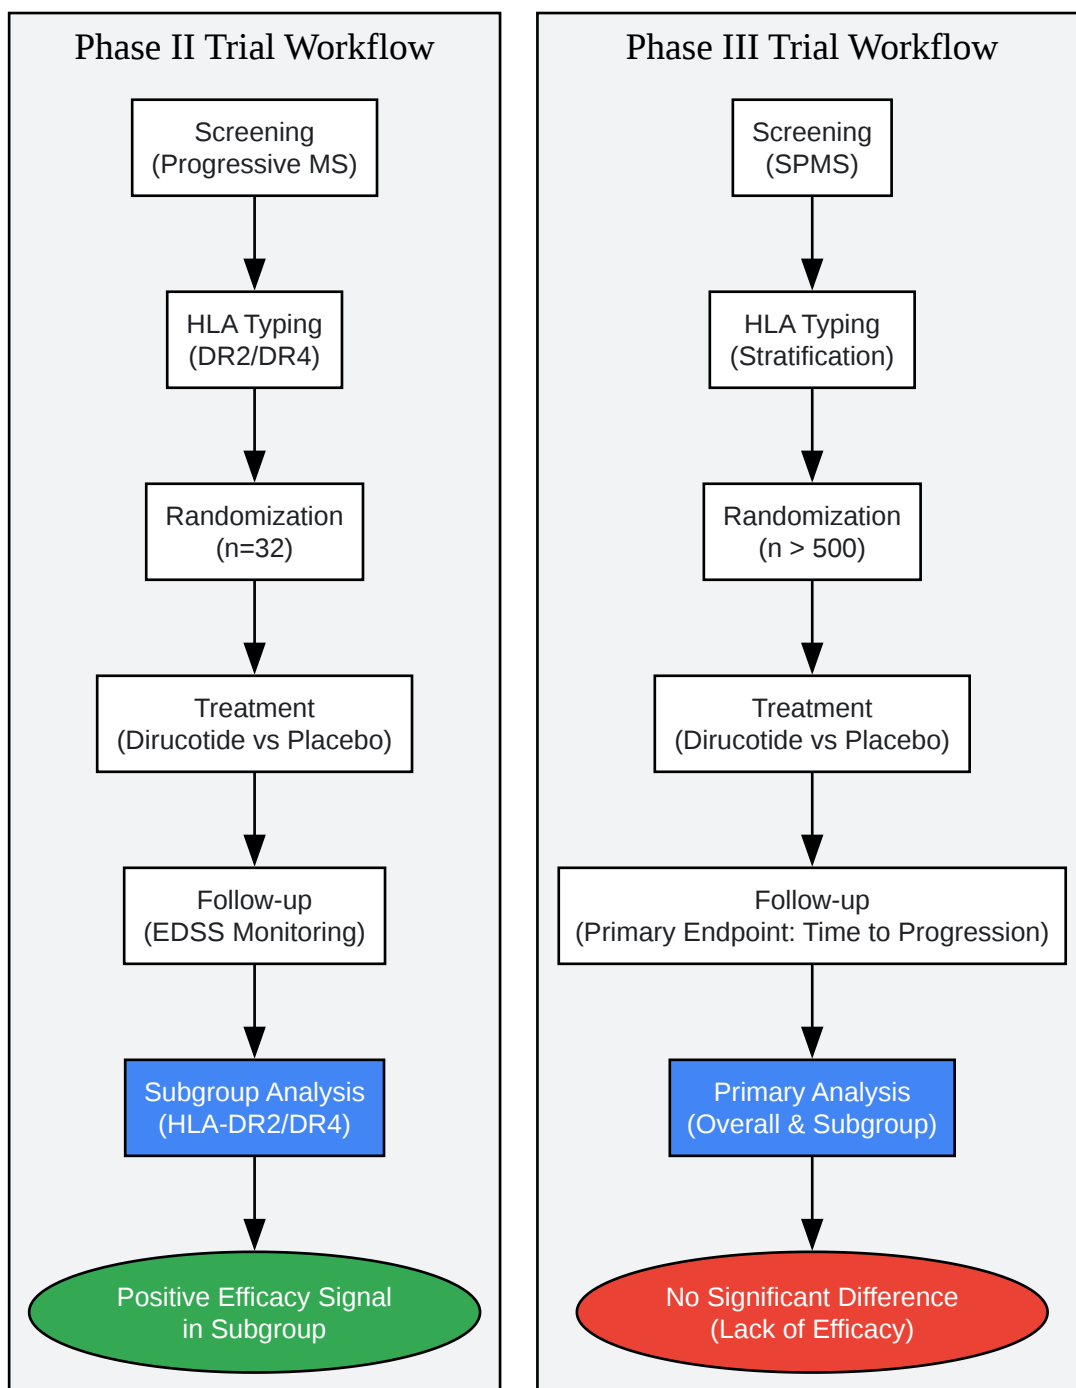 Phase II Trial Workflow
Screening
(Progressive MS)
HLA Typing
(DR2/DR4)
Randomization
(n=32)
Treatment
(Dirucotide vs Placebo)
Follow-up
(EDSS Monitoring)
Subgroup Analysis
(HLA-DR2/DR4)
Positive Efficacy Signal
in Subgroup
Phase III Trial Workflow
Screening
(SPMS)
HLA Typing
(Stratification)
Randomization
(n > 500)
Treatment
(Dirucotide vs Placebo)
Follow-up
(Primary Endpoint: Time to Progression)
Primary Analysis
(Overall & Subgroup)
No Significant Difference
(Lack of Efficacy)